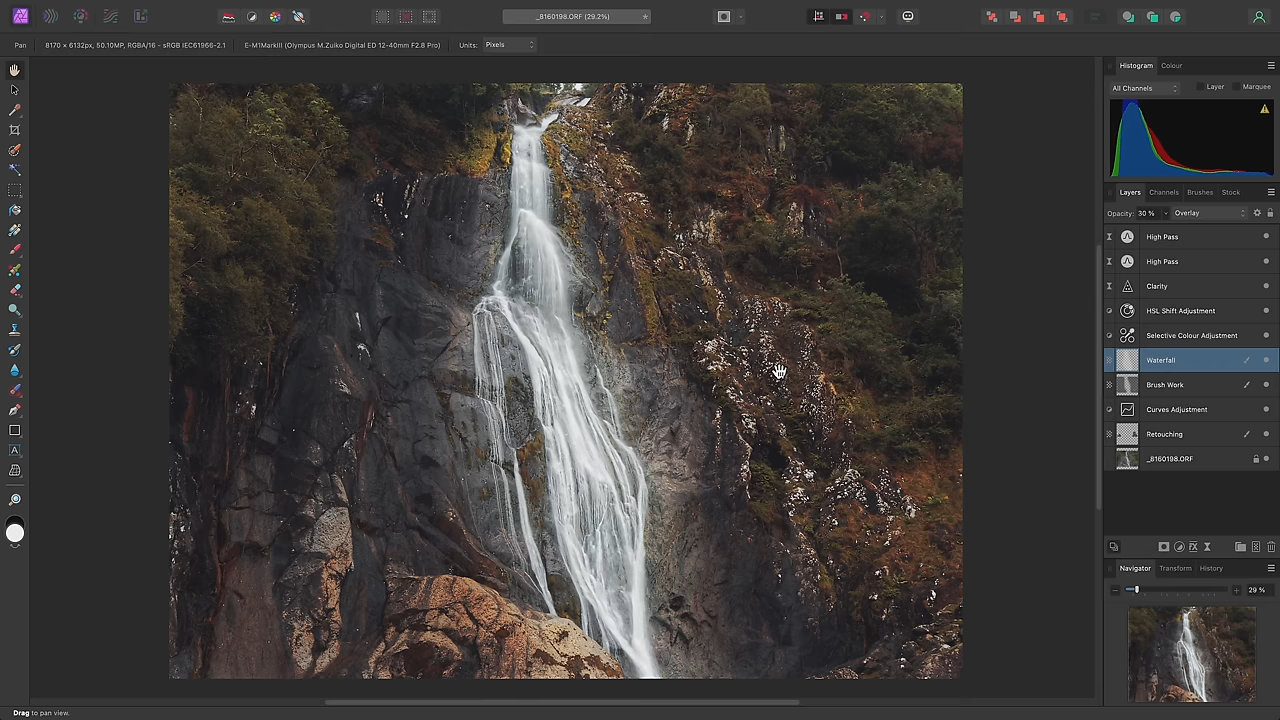 _8160198.ORF (29.2%)
Pan
8170 × 6132px, 50.10MP, RGBA/16 - sRGB IEC61966-2.1
E-M1MarkIII (Olympus M.Zuiko Digital ED 12-40mm F2.8 Pro)
Units: Pixels
Histogram Colour
All Channels Layer Marquee
Layers Channels Brushes Stock
Opacity: 30 % Overlay
High Pass
High Pass
Clarity
HSL Shift Adjustment
Selective Colour Adjustment
Waterfall
Brush Work
Curves Adjustment
Retouching
_8160198.ORF
Navigator Transform History
29 %
Drag to pan view.